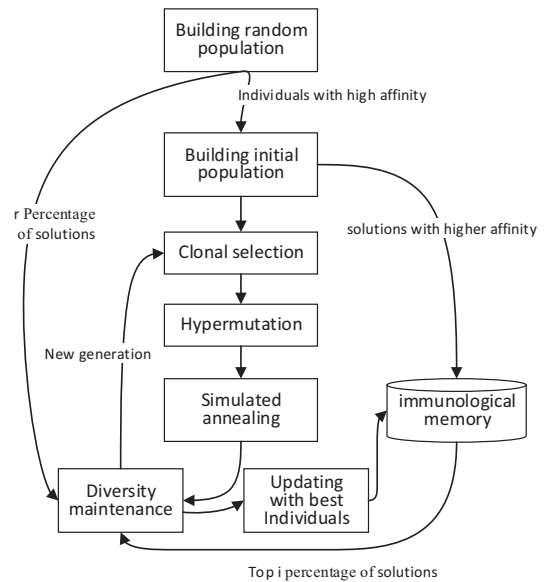 Building random
population
Individuals with high affinity
Building initial
population
r Percentage
of solutions
solutions with higher affinity
Clonal selection
Hypermutation
New generation
Simulated
annealing
immunological
memory
Diversity
maintenance
Updating
with best
Individuals
Top i percentage of solutions